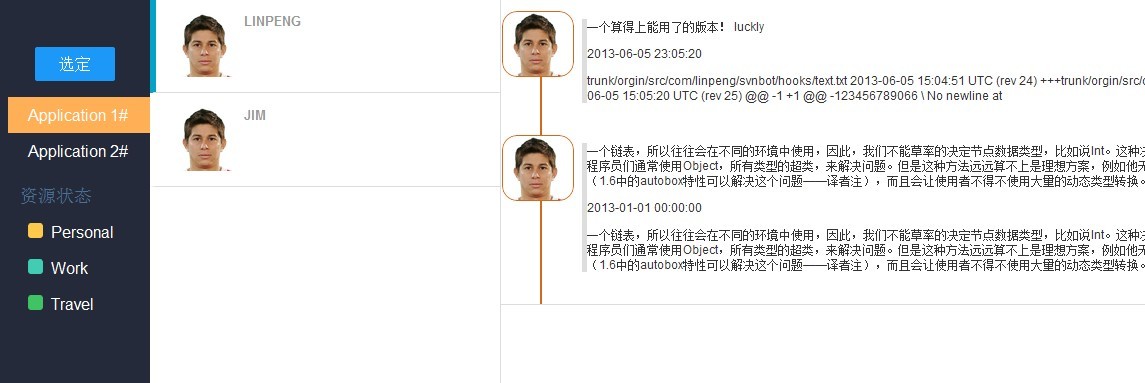 选定
Application 1#
Application 2#
资源状态
Personal
Work
Travel
LINPENG
JIM
一个算得上能用了的版本! luckly
2013-06-05 23:05:20
trunk/orgin/src/com/linpeng/svnbot/hooks/text.txt 2013-06-05 15:04:51 UTC (rev 24) +++trunk/orgin/src/c
06-05 15:05:20 UTC (rev 25) @@ -1 +1 @@ -123456789066 \ No newline at
一个链表，所以往往会在不同的环境中使用，因此，我们不能草率的决定节点数据类型，比如说Int。这种决
程序员们通常使用Object，所有类型的超类，来解决问题。但是这种方法远远算不上是理想方案，例如他无
（1.6中的autobox特性可以解决这个问题——译者注），而且会让使用者不得不使用大量的动态类型转换。
2013-01-01 00:00:00
一个链表，所以往往会在不同的环境中使用，因此，我们不能草率的决定节点数据类型，比如说Int。这种决
程序员们通常使用Object，所有类型的超类，来解决问题。但是这种方法远远算不上是理想方案，例如他无
（1.6中的autobox特性可以解决这个问题——译者注），而且会让使用者不得不使用大量的动态类型转换。